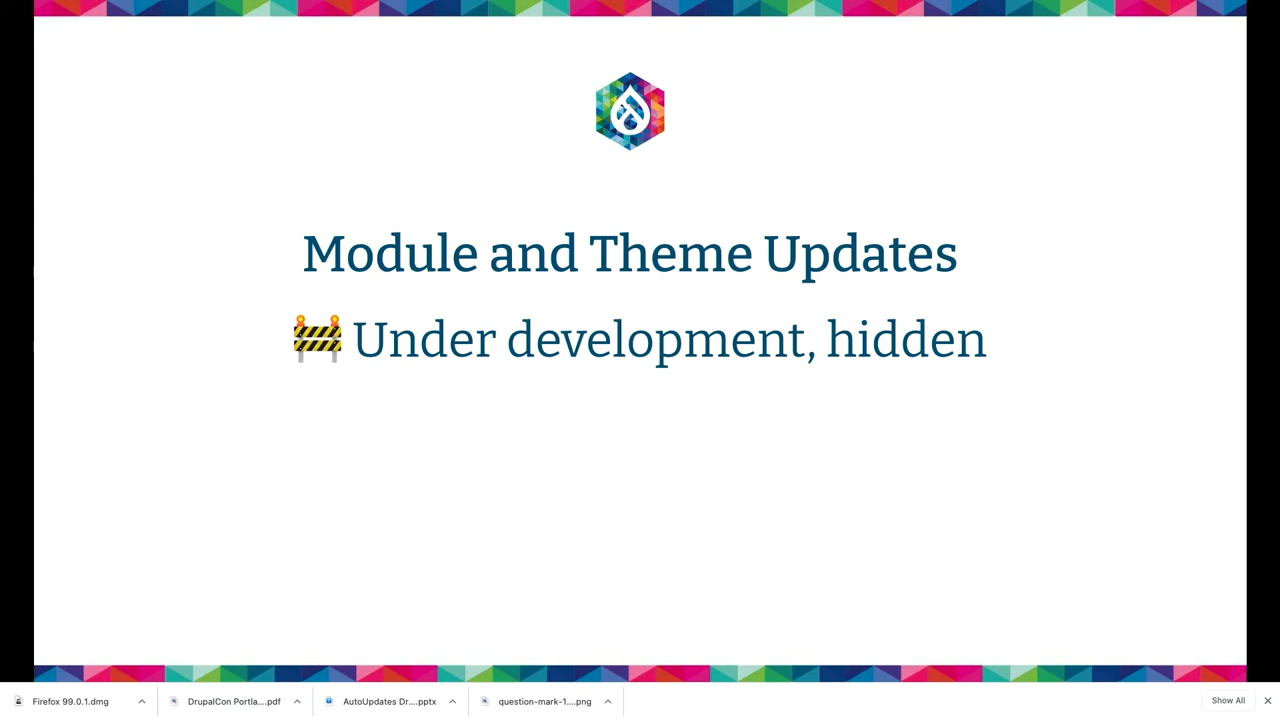 Module and Theme Updates
🚧 Under development, hidden
Firefox 99.0.1.dmg
DrupalCon Portla....pdf
AutoUpdates Dr....pptx
question-mark-1....png
Show All